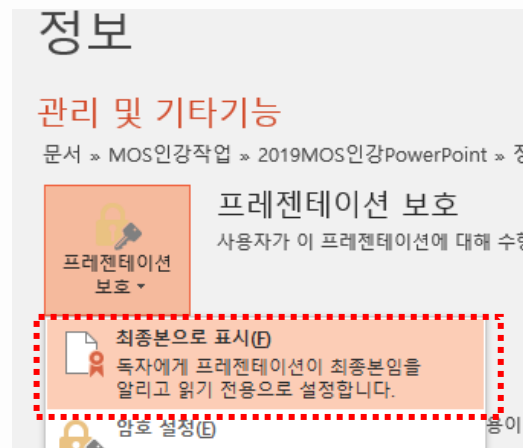 정보
관리 및 기타기능
문서 » MOS인강작업 » 2019MOS인강PowerPoint »
프레젠테이션 보호
사용자가 이 프레젠테이션에 대해
프레젠테이션
보호
최종본으로 표시(F)
독자에게 프레젠테이션이 최종본임을
알리고 읽기 전용으로 설정합니다.
암호 설정(E)
용이